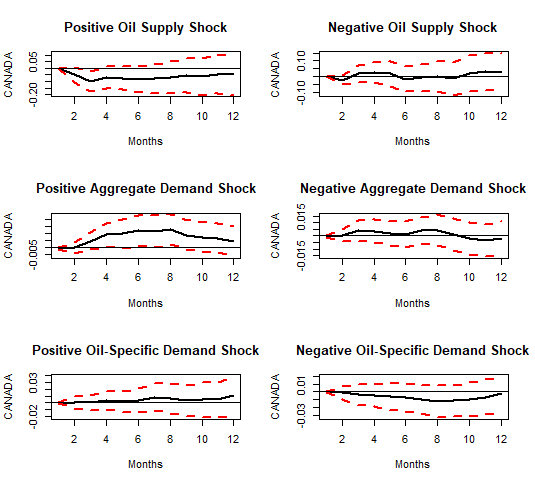 Positive Oil Supply Shock
CANADA
0.05
-0.20
2 4 6 8 10 12
Months
Negative Oil Supply Shock
CANADA
0.10
-0.10
2 4 6 8 10 12
Months
Positive Aggregate Demand Shock
CANADA
-0.005
2 4 6 8 10 12
Months
Negative Aggregate Demand Shock
CANADA
0.015
-0.015
2 4 6 8 10 12
Months
Positive Oil-Specific Demand Shock
CANADA
0.03
-0.02
2 4 6 8 10 12
Months
Negative Oil-Specific Demand Shock
CANADA
0.01
-0.03
2 4 6 8 10 12
Months